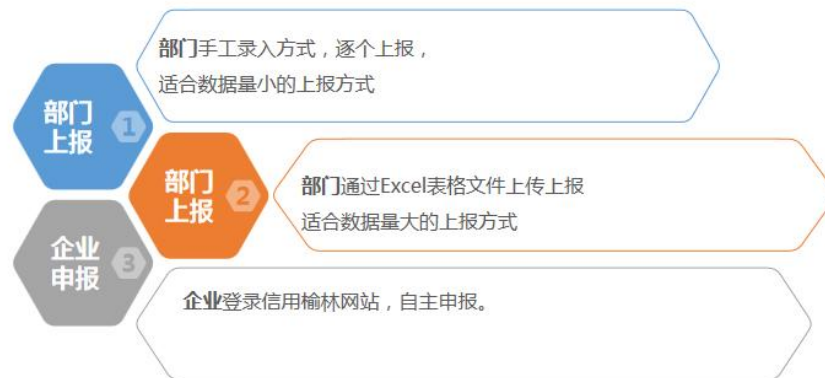 部门手工录入方式，逐个上报，
适合数据量小的上报方式
部门
上报
1
部门
上报
2
部门通过Excel表格文件上传上报
适合数据量大的上报方式
企业
申报
3
企业登录信用榆林网站，自主申报。